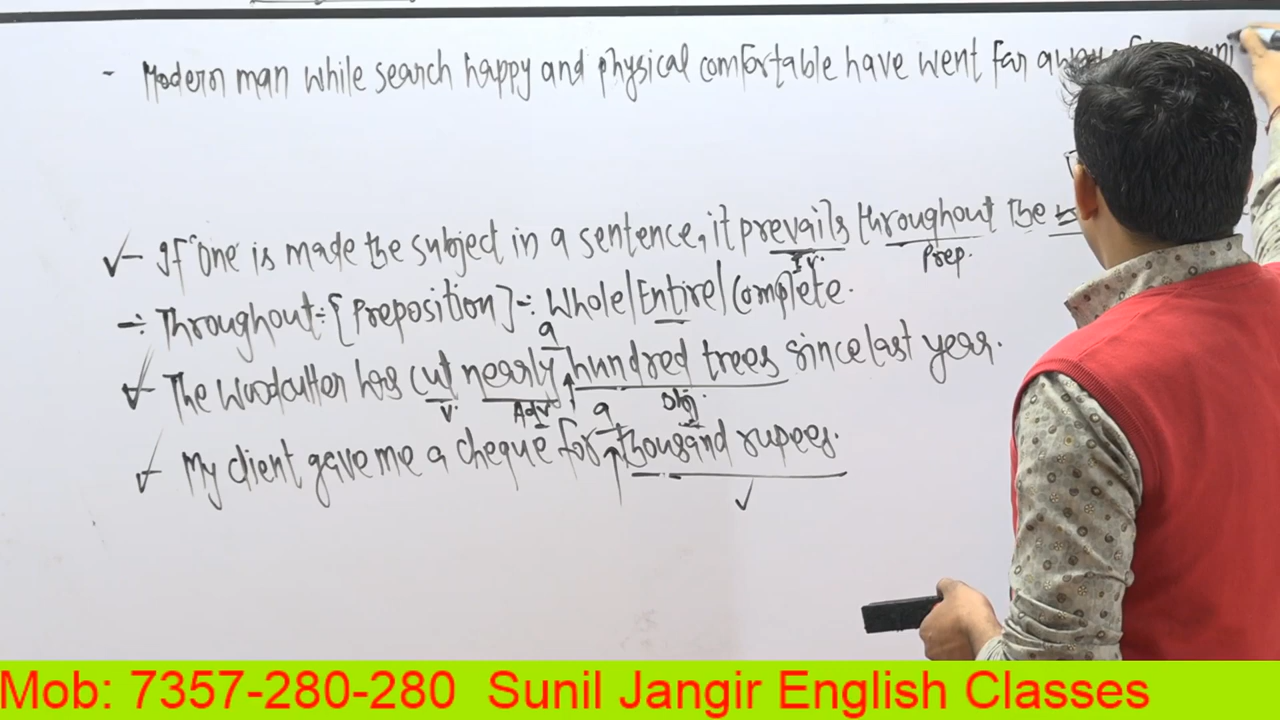 - Modern man while search happy and physical comfortable have went far away
✓- If "One" is made the subject in a sentence, it prevails throughout the
I.V. Prep.
-: Throughout:- [Preposition] -: Whole/Entire/Complete.
a
✓- The Woodcutter has cut nearly hundred trees since last year.
V. Adv. Obj.
a
✓- My client gave me a cheque for thousand rupees.
✓
Mob: 7357-280-280 Sunil Jangir English Classes